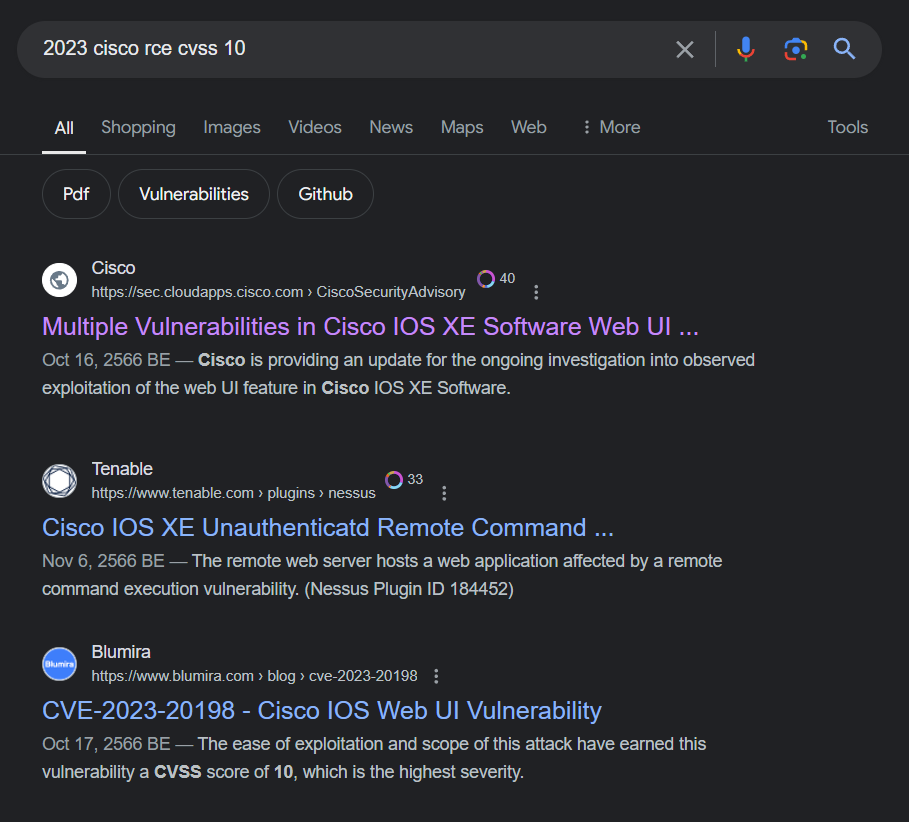 2023 cisco rce cvss 10
All Shopping Images Videos News Maps Web More Tools
Pdf Vulnerabilities Github
Cisco
https://sec.cloudapps.cisco.com › CiscoSecurityAdvisory 40
Multiple Vulnerabilities in Cisco IOS XE Software Web UI ...
Oct 16, 2566 BE — Cisco is providing an update for the ongoing investigation into observed
exploitation of the web UI feature in Cisco IOS XE Software.
Tenable
https://www.tenable.com › plugins › nessus 33
Cisco IOS XE Unauthenticatd Remote Command ...
Nov 6, 2566 BE — The remote web server hosts a web application affected by a remote
command execution vulnerability. (Nessus Plugin ID 184452)
Blumira
Blumira
https://www.blumira.com › blog › cve-2023-20198
CVE-2023-20198 - Cisco IOS Web UI Vulnerability
Oct 17, 2566 BE — The ease of exploitation and scope of this attack have earned this
vulnerability a CVSS score of 10, which is the highest severity.